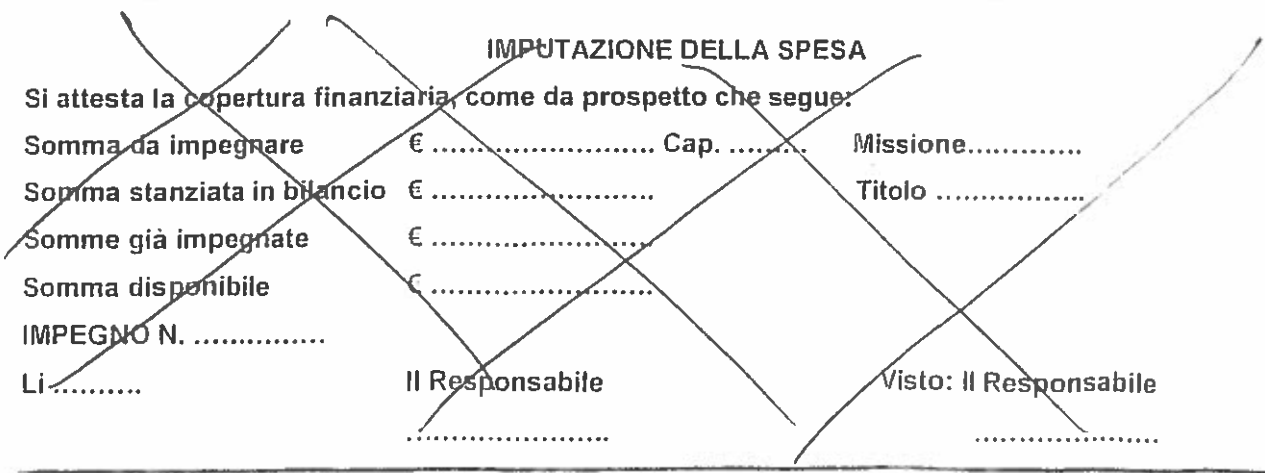 IMPUTAZIONE DELLA SPESA
Si attesta la copertura finanziaria, come da prospetto che segue:
Somma da impegnare € ........................ Cap. ......... Missione.............
Somma stanziata in bilancio € ........................ Titolo .................
Somme già impegnate € ........................
Somma disponibile € ........................
IMPEGNO N. ...............
Li .......... Il Responsabile Visto: Il Responsabile
...................... ....................